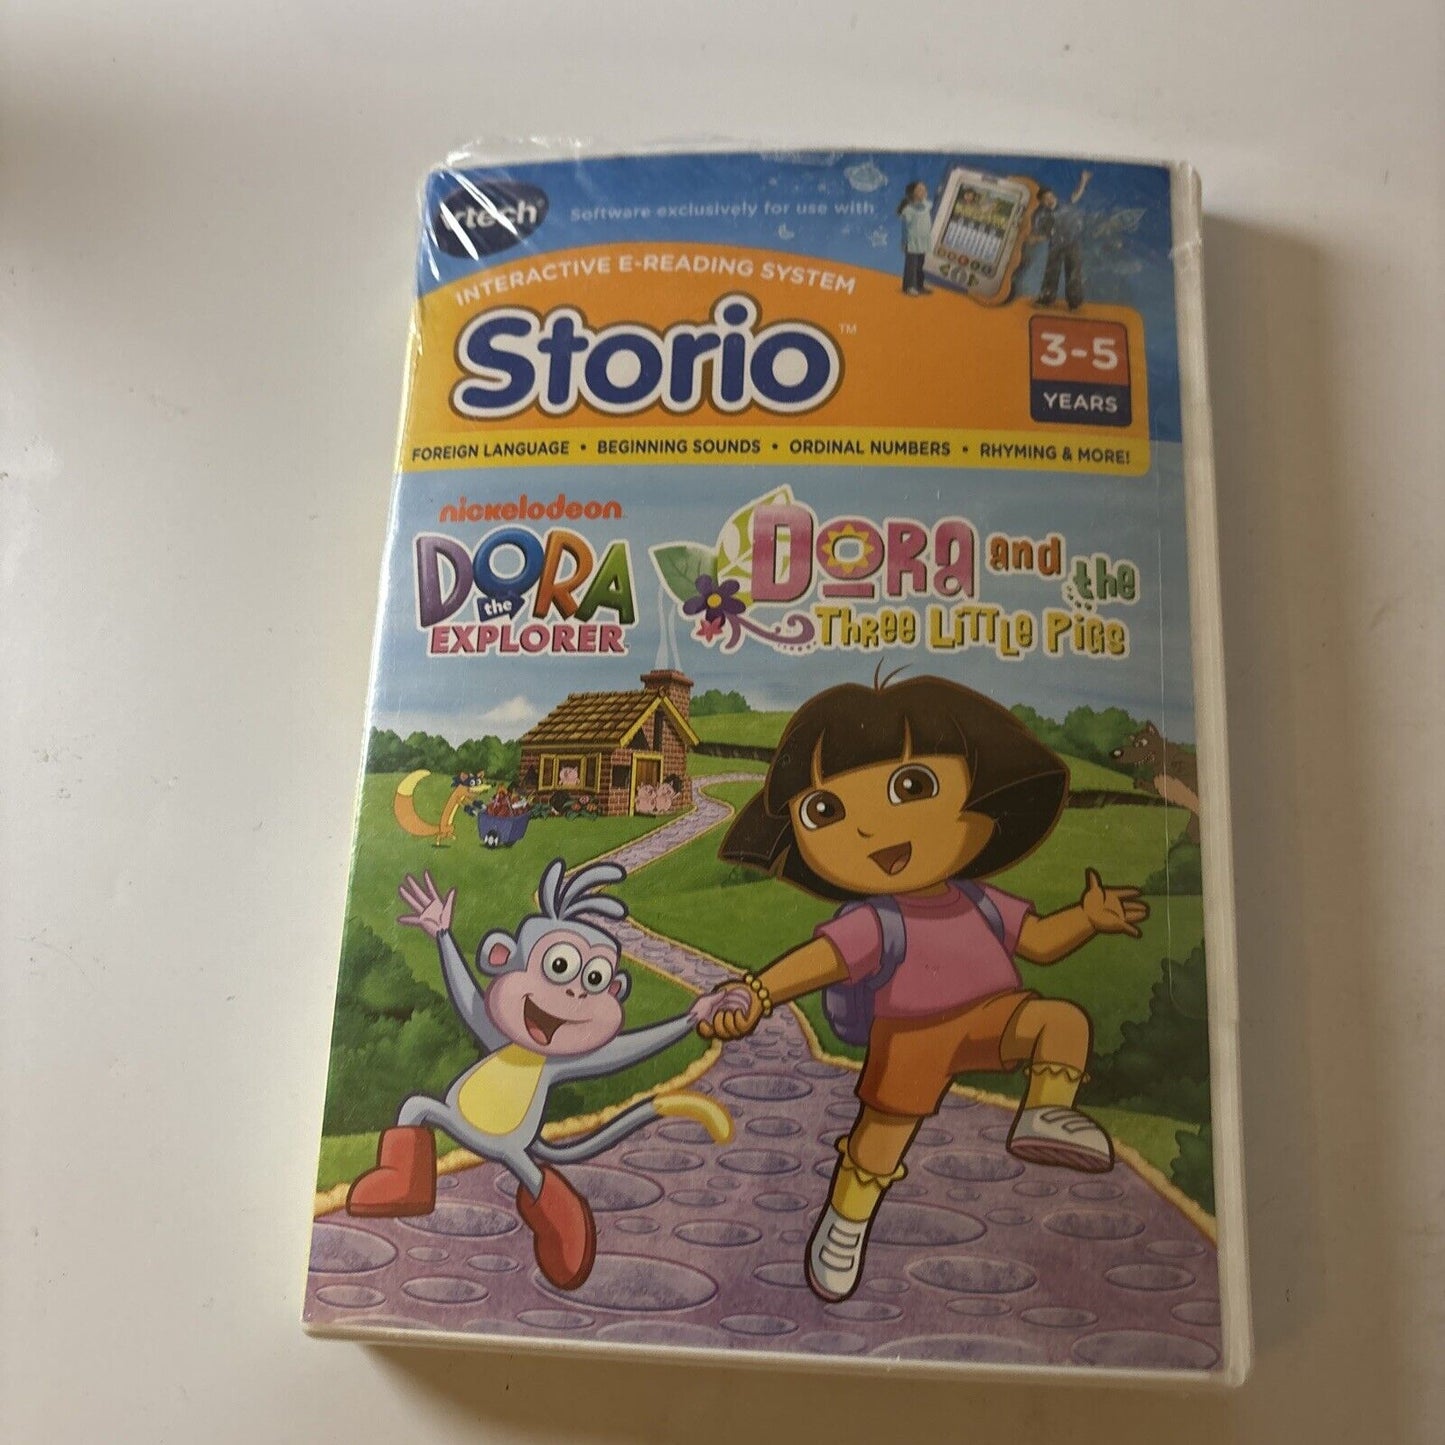 vtech®
Software exclusively for use with
INTERACTIVE E-READING SYSTEM
Storio™
3-5
YEARS
FOREIGN LANGUAGE • BEGINNING SOUNDS • ORDINAL NUMBERS • RHYMING & MORE!
nickelodeon
DORA
the
EXPLORER
DORA and the
Three Little Pigs